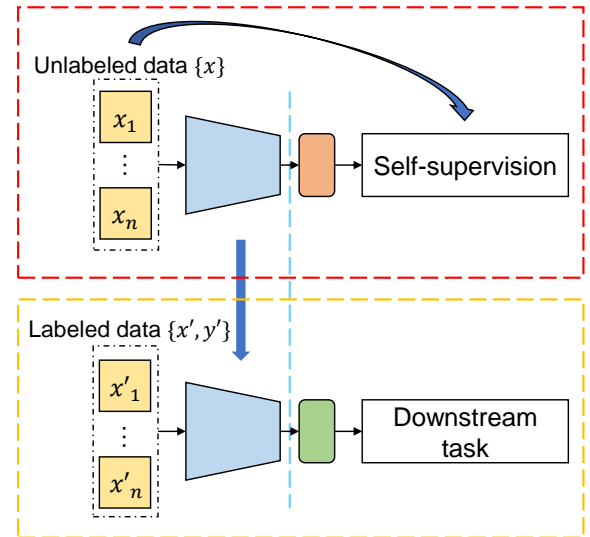 Unlabeled data {x}
x₁
⋮
xₙ
Self-supervision
Labeled data {x′, y′}
x′₁
⋮
x′ₙ
Downstream
task